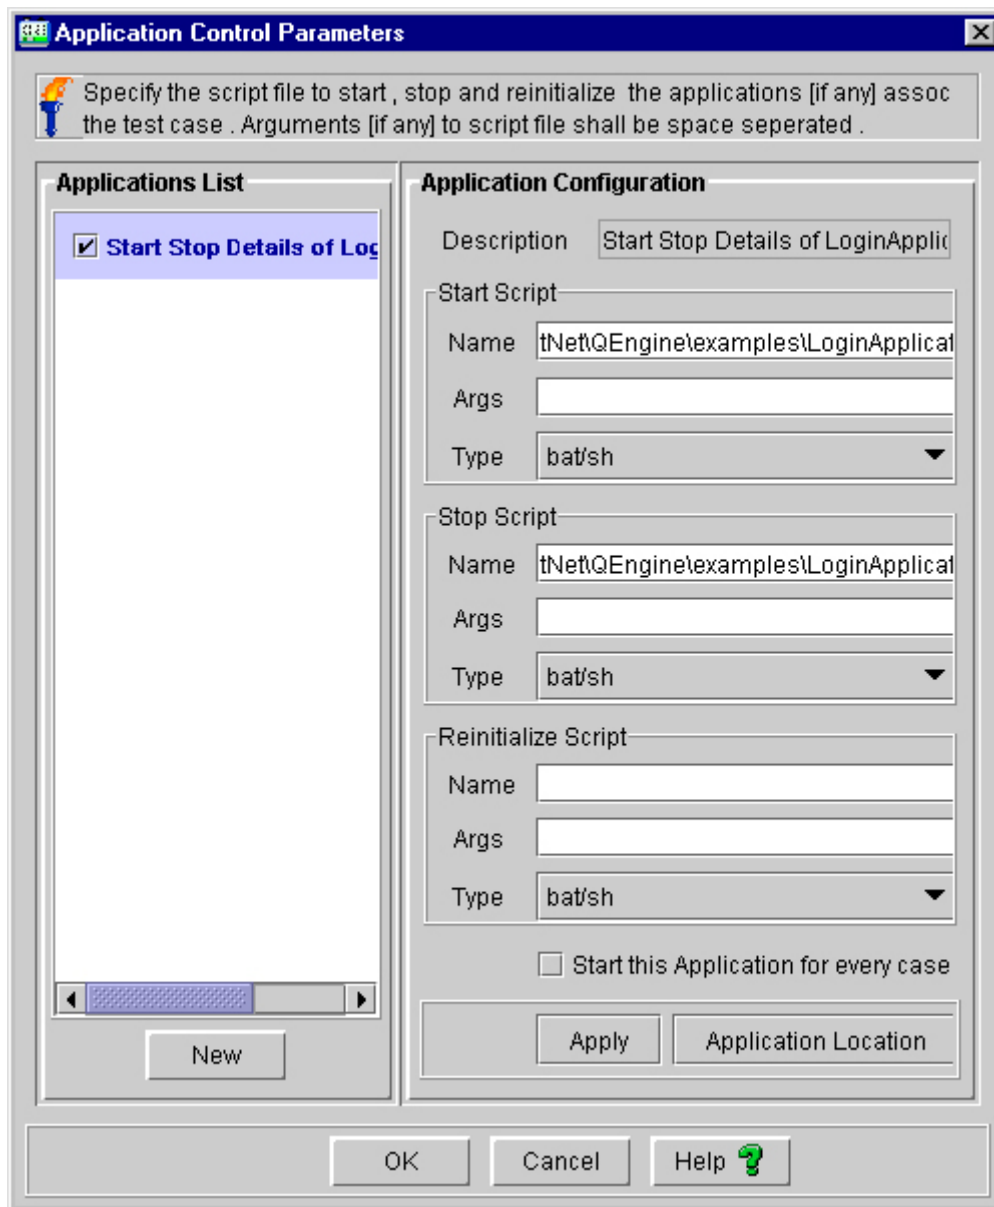 Application Control Parameters
Specify the script file to start , stop and reinitialize the applications [if any] assoc
the test case . Arguments [if any] to script file shall be space seperated .
Applications List
Start Stop Details of Log
New
Application Configuration
Description Start Stop Details of LoginApplic
Start Script
Name tNet\QEngine\examples\LoginApplicat
Args
Type bat/sh
Stop Script
Name tNet\QEngine\examples\LoginApplicat
Args
Type bat/sh
Reinitialize Script
Name
Args
Type bat/sh
Start this Application for every case
Apply Application Location
OK Cancel Help